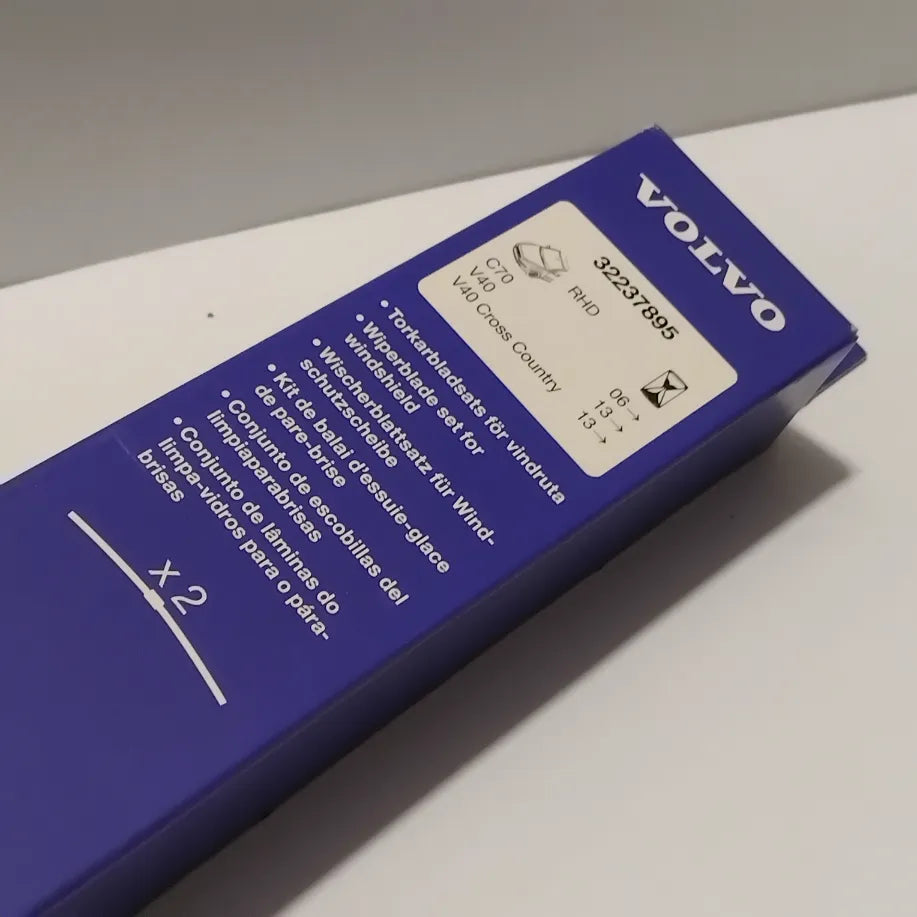 VOLVO
32237895
RHD
C70 06→
V40 13→
V40 Cross Country 13→
• Torkarbladsats för vindruta
• Wiperblade set for
windshield
• Wischerblattsatz für Wind-
schutzscheibe
• Kit de balai d'essuie-glace
de pare-brise
• Conjunto de escobillas del
limpiaparabrisas
• Conjunto de lâminas do
limpa-vidros para o pára-
brisas
x 2